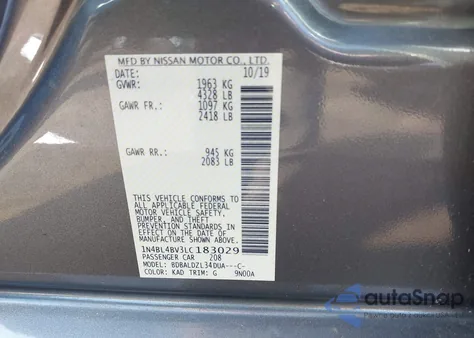 MFD BY NISSAN MOTOR CO., LTD.
DATE: 10/19
GVWR: 1963 KG
4328 LB
GAWR FR.: 1097 KG
2418 LB
GAWR RR.: 945 KG
2083 LB
THIS VEHICLE CONFORMS TO
ALL APPLICABLE FEDERAL
MOTOR VEHICLE SAFETY,
BUMPER, AND THEFT
PREVENTION STANDARDS
IN EFFECT ON THE DATE OF
MANUFACTURE SHOWN ABOVE.
1N4BL4BV3LC183029
PASSENGER CAR 208
MODEL: BDBALDZL34DUA---C-
COLOR: KAD TRIM: G 9N00A
autoSnap